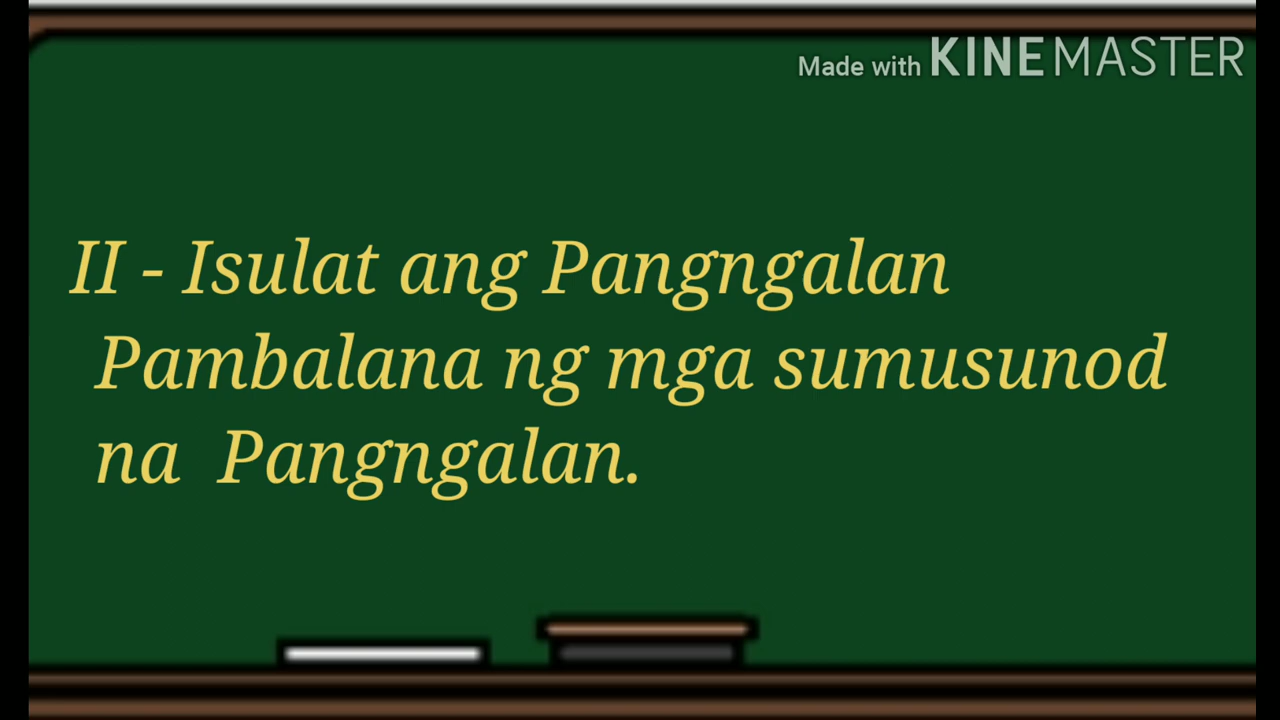 Made with KINEMASTER
II - Isulat ang Pangngalan
Pambalana ng mga sumusunod
na Pangngalan.